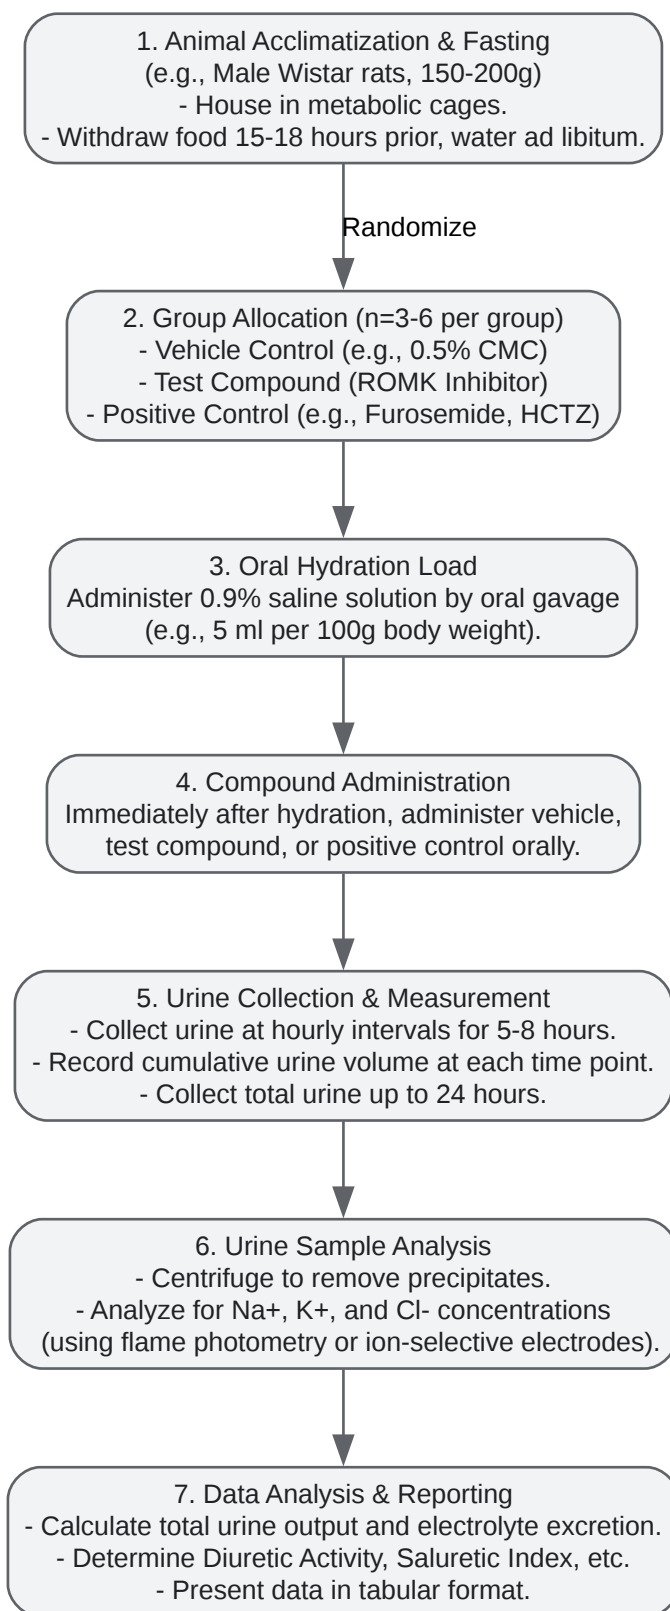 1. Animal Acclimatization & Fasting
(e.g., Male Wistar rats, 150-200g)
- House in metabolic cages.
- Withdraw food 15-18 hours prior, water ad libitum.
Randomize
2. Group Allocation (n=3-6 per group)
- Vehicle Control (e.g., 0.5% CMC)
- Test Compound (ROMK Inhibitor)
- Positive Control (e.g., Furosemide, HCTZ)
3. Oral Hydration Load
Administer 0.9% saline solution by oral gavage
(e.g., 5 ml per 100g body weight).
4. Compound Administration
Immediately after hydration, administer vehicle,
test compound, or positive control orally.
5. Urine Collection & Measurement
- Collect urine at hourly intervals for 5-8 hours.
- Record cumulative urine volume at each time point.
- Collect total urine up to 24 hours.
6. Urine Sample Analysis
- Centrifuge to remove precipitates.
- Analyze for Na+, K+, and Cl- concentrations
(using flame photometry or ion-selective electrodes).
7. Data Analysis & Reporting
- Calculate total urine output and electrolyte excretion.
- Determine Diuretic Activity, Saluretic Index, etc.
- Present data in tabular format.